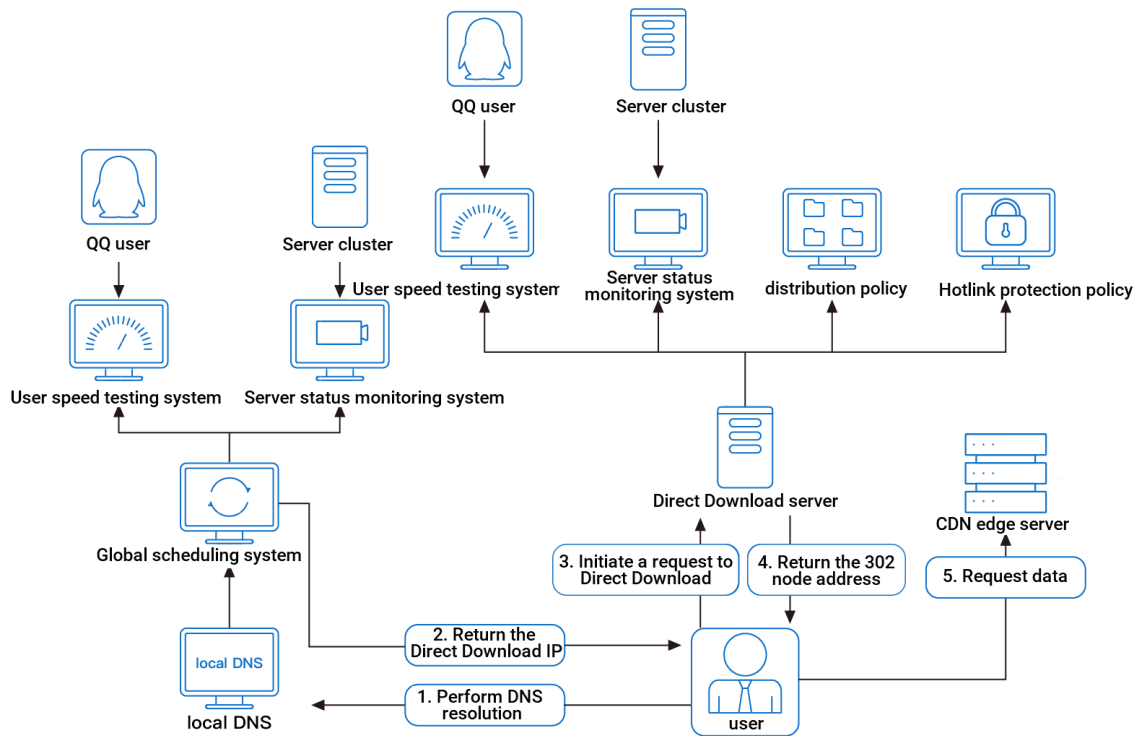 QQ user
Server cluster
QQ user
Server cluster
User speed testing system
Server status
monitoring system
distribution policy
Hotlink protection policy
User speed testing system
Server status monitoring system
Direct Download server
CDN edge server
Global scheduling system
3. Initiate a request to
Direct Download
4. Return the 302
node address
5. Request data
2. Return the
Direct Download IP
local DNS
local DNS
1. Perform DNS
resolution
user